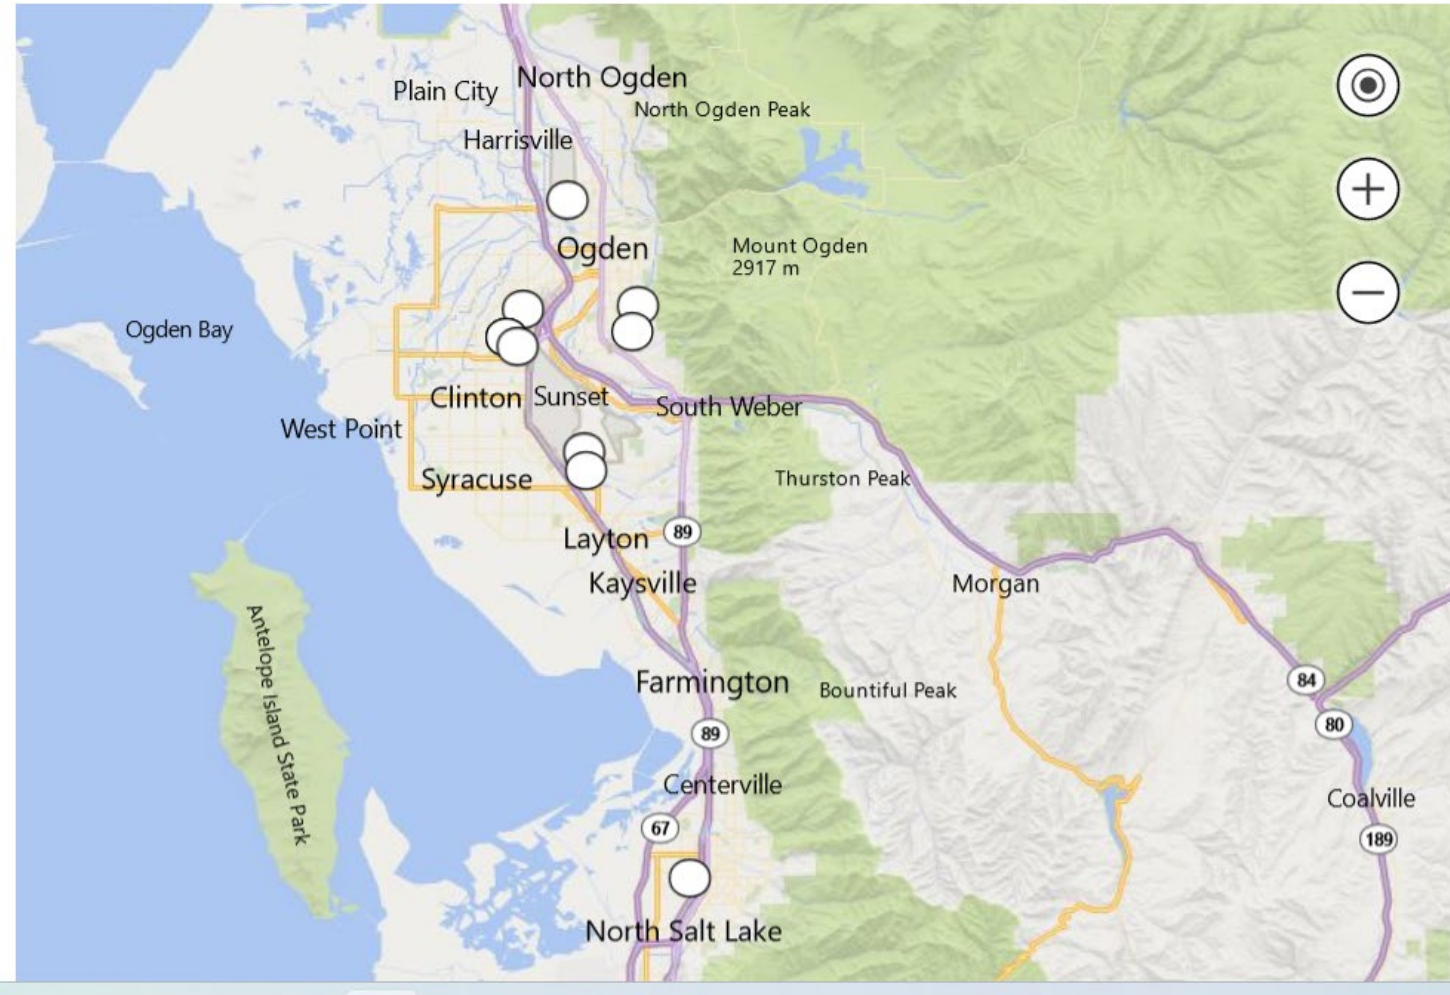 North Ogden
Plain City
North Ogden Peak
Harrisville
Ogden
Mount Ogden
2917 m
Ogden Bay
Clinton
Sunset
South Weber
West Point
Syracuse
Thurston Peak
89
Layton
Kaysville
Morgan
Antelope Island State Park
Farmington
Bountiful Peak
84
80
89
Centerville
Coalville
67
189
North Salt Lake